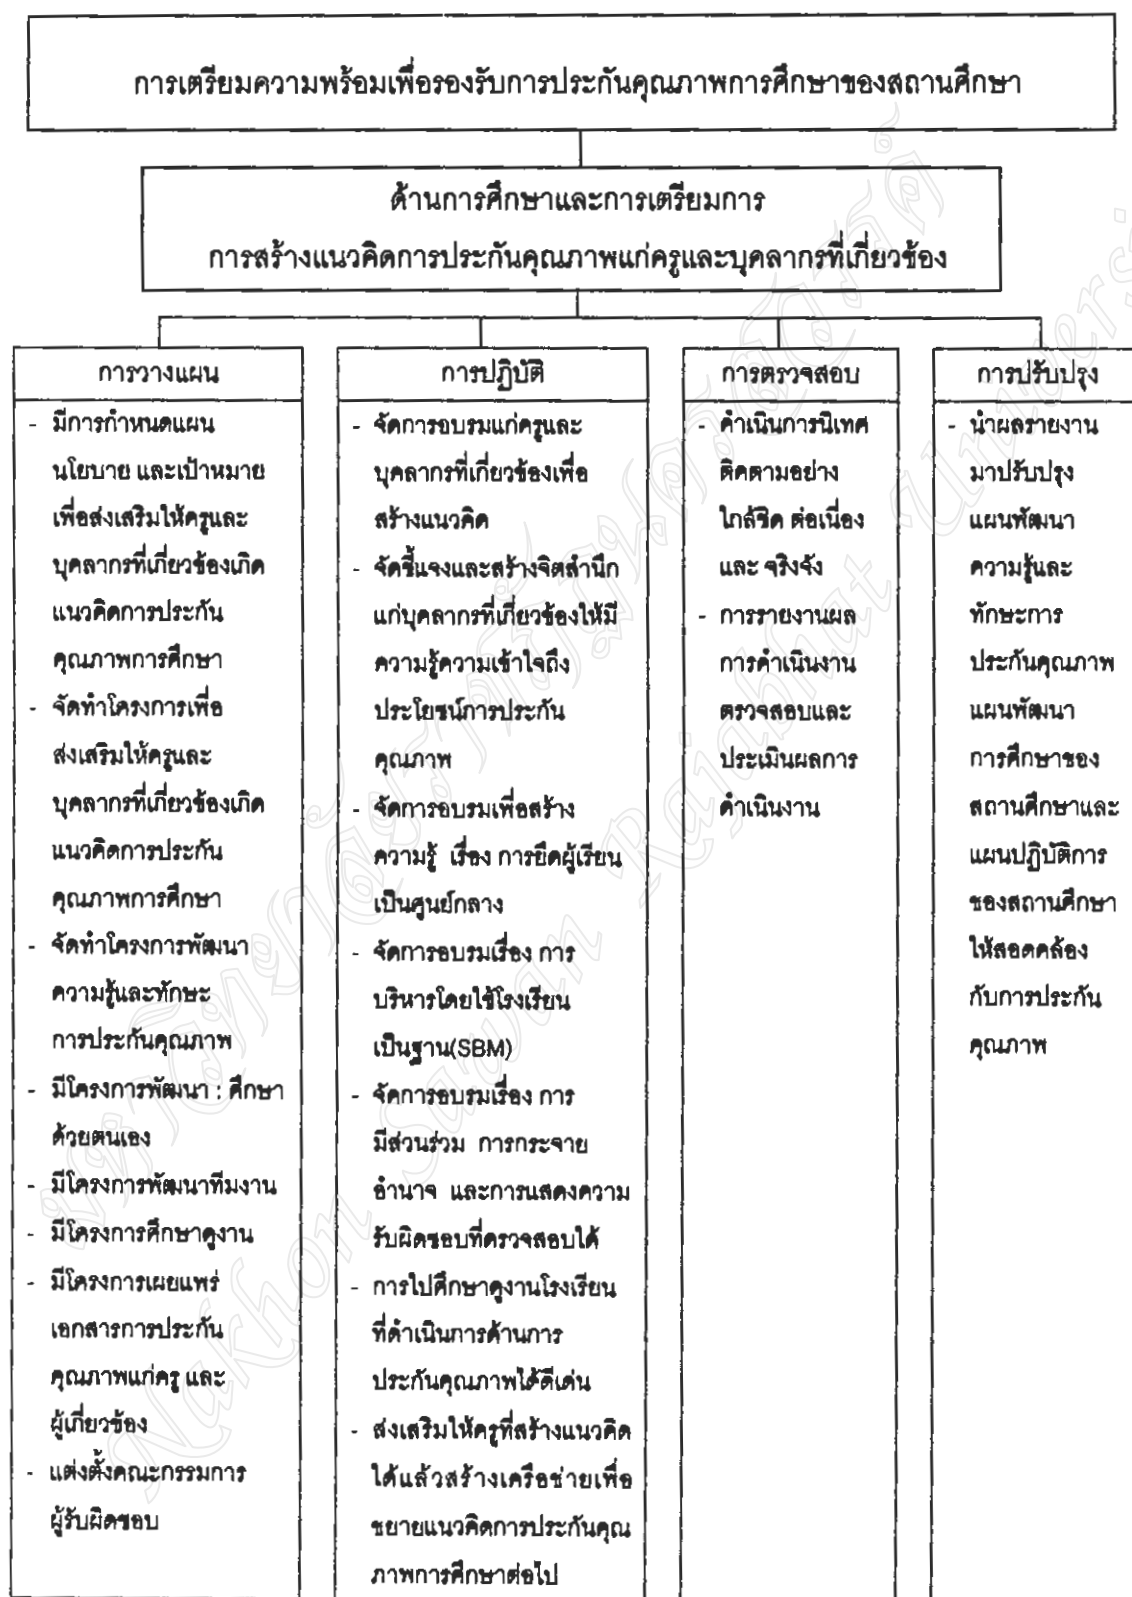 การเตรียมความพร้อมเพื่อรองรับการประกันคุณภาพการศึกษาของสถานศึกษา
ด้านการศึกษาและการเตรียมการ
การสร้างแนวคิดการประกันคุณภาพแก่ครูและบุคลากรที่เกี่ยวข้อง
การวางแผน
- มีการกำหนดแผน
นโยบาย และเป้าหมาย
เพื่อส่งเสริมให้ครูและ
บุคลากรที่เกี่ยวข้องเกิด
แนวคิดการประกัน
คุณภาพการศึกษา
- จัดทำโครงการเพื่อ
ส่งเสริมให้ครูและ
บุคลากรที่เกี่ยวข้องเกิด
แนวคิดการประกัน
คุณภาพการศึกษา
- จัดทำโครงการพัฒนา
ความรู้และทักษะ
การประกันคุณภาพ
- มีโครงการพัฒนา : ศึกษา
ด้วยตนเอง
- มีโครงการพัฒนาทีมงาน
- มีโครงการศึกษาดูงาน
- มีโครงการเผยแพร่
เอกสารการประกัน
คุณภาพแก่ครู และ
ผู้เกี่ยวข้อง
- แต่งตั้งคณะกรรมการ
ผู้รับผิดชอบ
การปฏิบัติ
- จัดการอบรมแก่ครูและ
บุคลากรที่เกี่ยวข้องเพื่อ
สร้างแนวคิด
- จัดชี้แจงและสร้างจิตสำนึก
แก่บุคลากรที่เกี่ยวข้องให้มี
ความรู้ความเข้าใจถึง
ประโยชน์การประกัน
คุณภาพ
- จัดการอบรมเพื่อสร้าง
ความรู้ เรื่อง การยึดผู้เรียน
เป็นศูนย์กลาง
- จัดการอบรมเรื่อง การ
บริหารโดยใช้โรงเรียน
เป็นฐาน(SBM)
- จัดการอบรมเรื่อง การ
มีส่วนร่วม การกระจาย
อำนาจ และการแสดงความ
รับผิดชอบที่ตรวจสอบได้
- การไปศึกษาดูงานโรงเรียน
ที่ดำเนินการด้านการ
ประกันคุณภาพได้ดีเด่น
- ส่งเสริมให้ครูที่สร้างแนวคิด
ได้แล้วสร้างเครือข่ายเพื่อ
ขยายแนวคิดการประกันคุณ
ภาพการศึกษาต่อไป
การตรวจสอบ
- ดำเนินการนิเทศ
ติดตามอย่าง
ใกล้ชิด ต่อเนื่อง
และ จริงจัง
- การรายงานผล
การดำเนินงาน
ตรวจสอบและ
ประเมินผลการ
ดำเนินงาน
การปรับปรุง
- นำผลรายงาน
มาปรับปรุง
แผนพัฒนา
ความรู้และ
ทักษะการ
ประกันคุณภาพ
แผนพัฒนา
การศึกษาของ
สถานศึกษาและ
แผนปฏิบัติการ
ของสถานศึกษา
ให้สอดคล้อง
กับการประกัน
คุณภาพ
มหาวิทยาลัยราชภัฏนครสวรรค์
Nakhon Sawan Rajabhat Universi